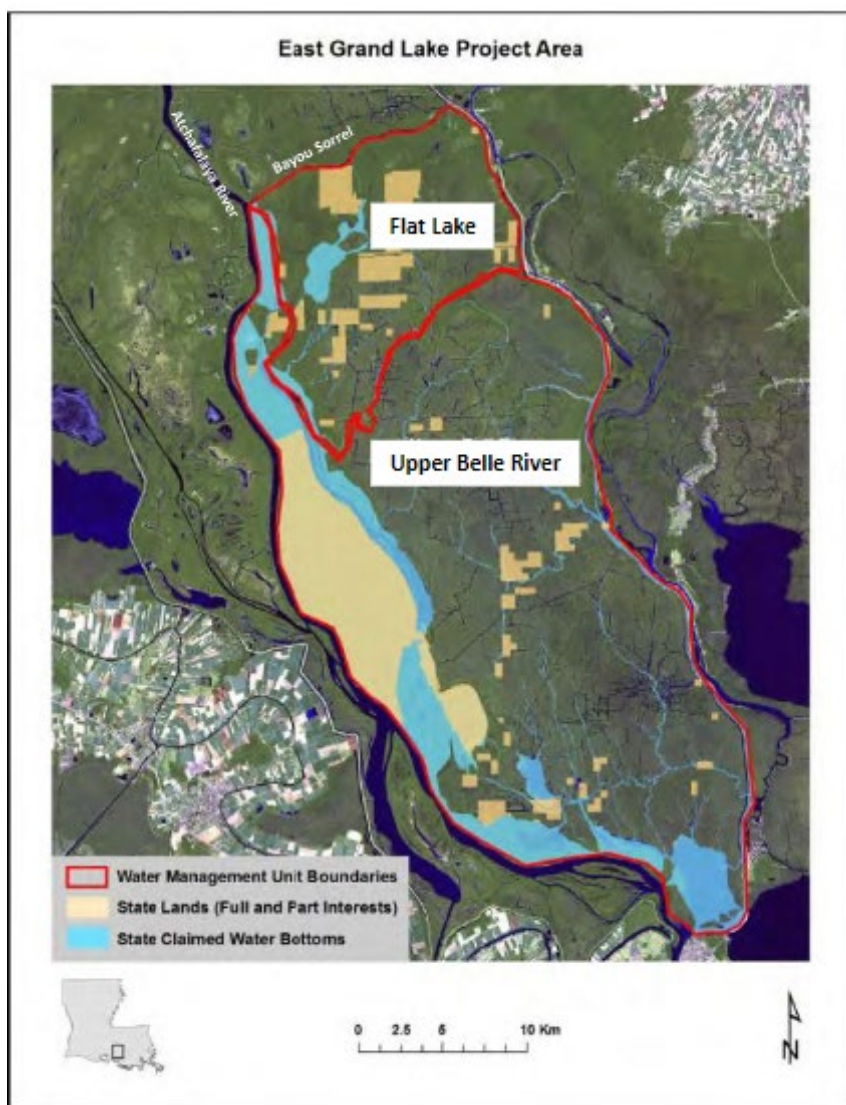 East Grand Lake Project Area
Atchafalaya River
Bayou Sorrel
Flat Lake
Upper Belle River
Water Management Unit Boundaries
State Lands (Full and Part Interests)
State Claimed Water Bottoms
0 2.5 5 10 Km
N